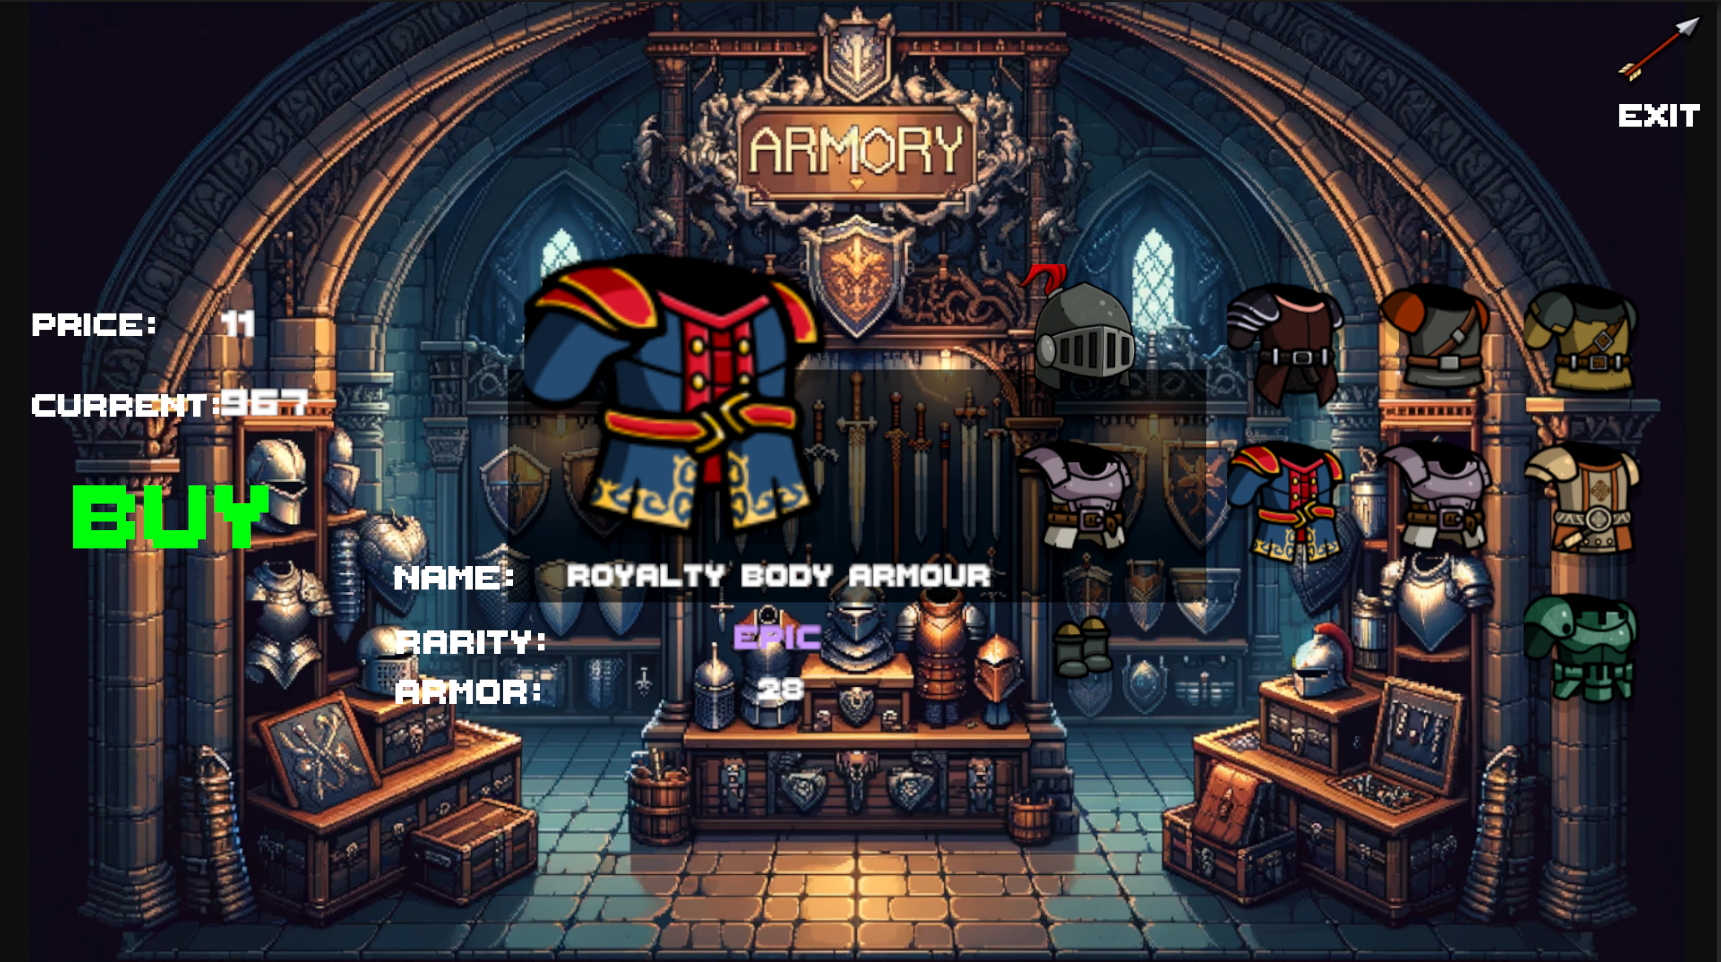 ARMORY
EXIT
PRICE: 11
CURRENT: 967
BUY
NAME: ROYALTY BODY ARMOUR
RARITY: EPIC
ARMOR: 28